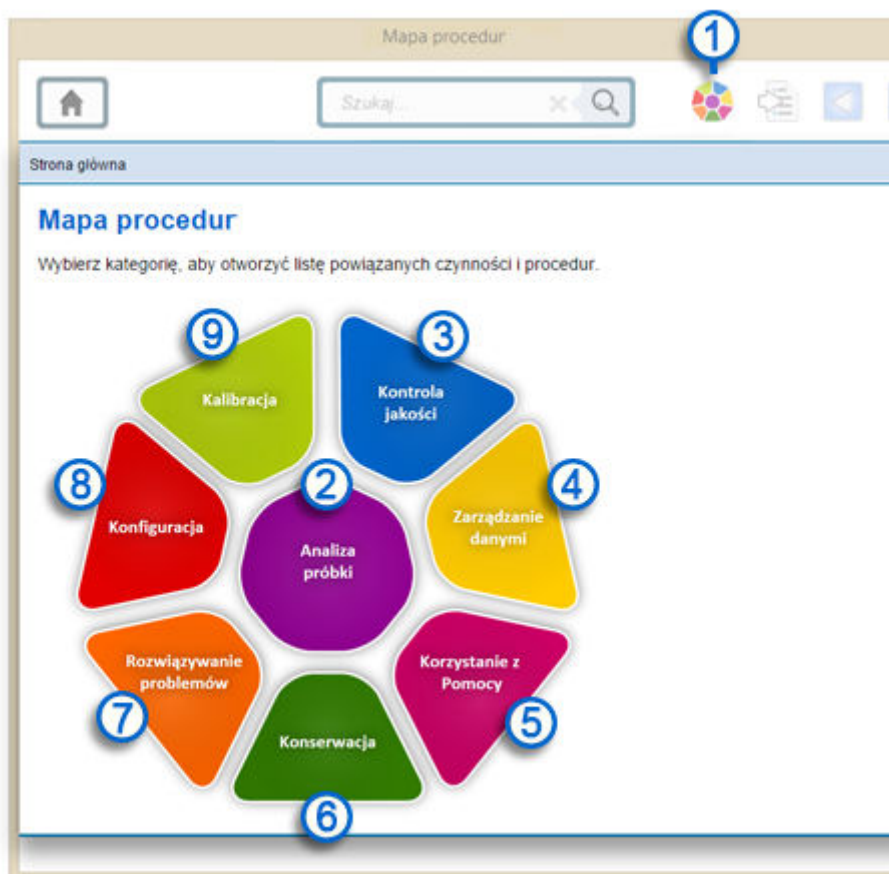 Mapa procedur
1
Szukaj...
Strona główna
Mapa procedur
Wybierz kategorię, aby otworzyć listę powiązanych czynności i procedur.
9
Kalibracja
3
Kontrola
jakości
8
Konfiguracja
2
Analiza
próbki
4
Zarządzanie
danymi
7
Rozwiązywanie
problemów
6
Konserwacja
5
Korzystanie z
Pomocy